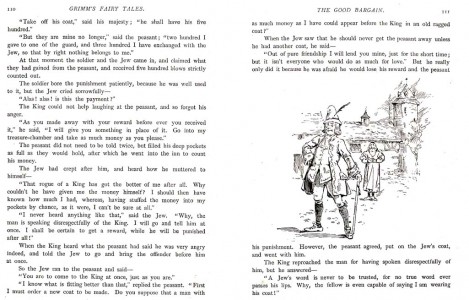 110 GRIMM'S FAIRY TALES.
"Take off his coat," said his majesty; "he shall have his five
hundred."
"But they are mine no longer," said the peasant; "two hundred I
gave to one of the guard, and three hundred I have exchanged with the
Jew, so that by right nothing belongs to me."
At that moment the soldier and the Jew came in, and claimed what
they had gained from the peasant, and received five hundred blows strictly
counted out.
The soldier bore the punishment patiently, because he was well used
to it, but the Jew cried sorrowfully—
"Alas! alas! is this the payment?"
The King could not help laughing at the peasant, and so forgot his
anger.
"As you made away with your reward before ever you received
it," he said, "I will give you something in place of it. Go into my
treasure-chamber and take as much money as you please."
The peasant did not need to be told twice, but filled his deep pockets
as full as they would hold, after which he went into the inn to count
his money.
The Jew had crept after him, and heard how he muttered to
himself—
"That rogue of a King has got the better of me after all. Why
couldn't he have given me the money himself? I should then have
known how much I had, whereas, having stuffed the money into my
pockets by chance, as it were, I can't be sure at all."
"I never heard anything like that," said the Jew. "Why, the
man is speaking disrespectfully of the King. I will go and tell him at
once. I shall be certain to get a reward, while he will be punished
after all!"
When the King heard what the peasant had said he was very angry
indeed, and told the Jew to go and bring the offender before him
at once.
So the Jew ran to the peasant and said—
"You are to come to the King at once, just as you are."
"I know what is fitting better than that," replied the peasant. "First
I must order a new coat to be made. Do you suppose that a man with
THE GOOD BARGAIN. 111
as much money as I have could appear before the King in an old ragged
coat?"
When the Jew saw that he should never get the peasant away unless
he had another coat, he said—
"Out of pure friendship I will lend you mine, just for the short time;
but it isn't everyone who would do as much for love." But he really
only did it because he was afraid he would lose his reward and the peasant
his punishment. However, the peasant agreed, put on the Jew's coat,
and went with him.
The King reproached the man for having spoken disrespectfully of
him, but he answered—
"A Jew's word is never to be trusted, for no true word ever
passes his lips. Why, the fellow is even capable of saying I am wearing
his coat!"